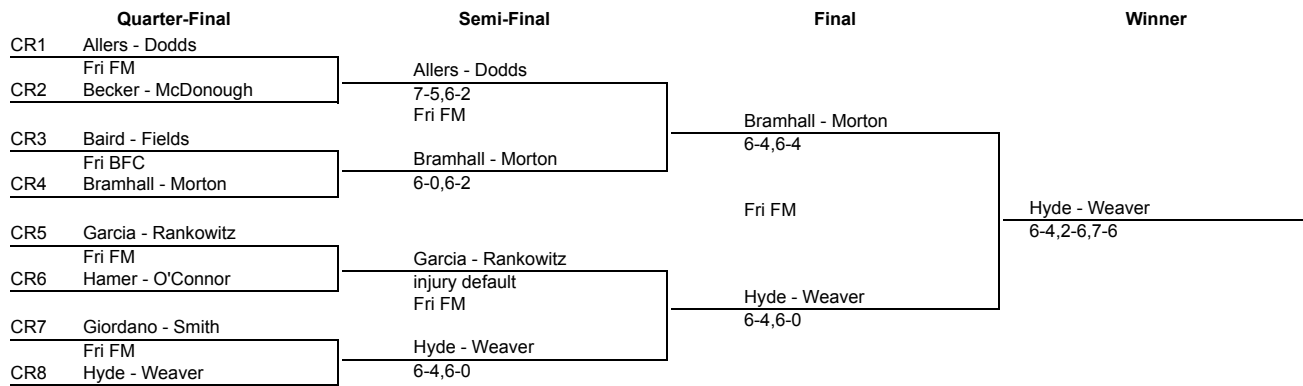 Quarter-Final Semi-Final Final Winner
CR1 Allers - Dodds
Fri FM
CR2 Becker - McDonough
CR3 Baird - Fields
Fri BFC
CR4 Bramhall - Morton
CR5 Garcia - Rankowitz
Fri FM
CR6 Hamer - O'Connor
CR7 Giordano - Smith
Fri FM
CR8 Hyde - Weaver
Allers - Dodds
7-5,6-2
Fri FM
Bramhall - Morton
6-0,6-2
Garcia - Rankowitz
injury default
Fri FM
Hyde - Weaver
6-4,6-0
Bramhall - Morton
6-4,6-4
Fri FM
Hyde - Weaver
6-4,6-0
Hyde - Weaver
6-4,2-6,7-6